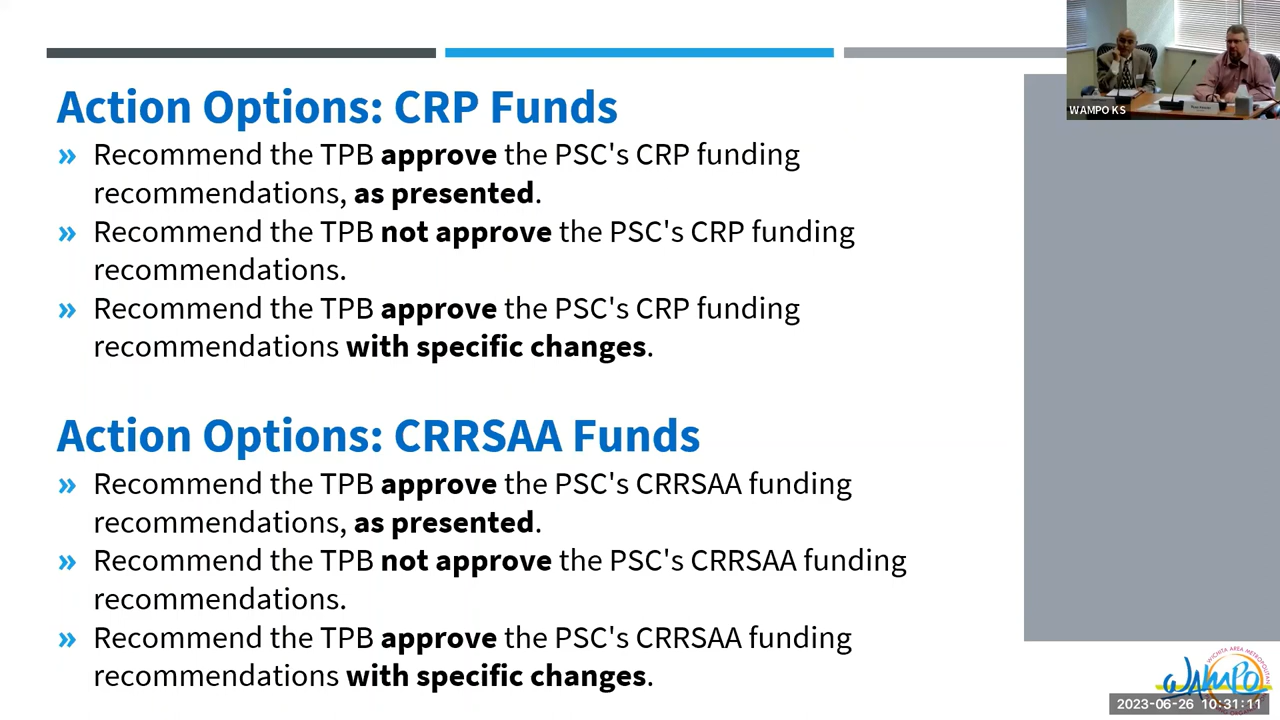 Action Options: CRP Funds
» Recommend the TPB approve the PSC's CRP funding
recommendations, as presented.
» Recommend the TPB not approve the PSC's CRP funding
recommendations.
» Recommend the TPB approve the PSC's CRP funding
recommendations with specific changes.
Action Options: CRRSAA Funds
» Recommend the TPB approve the PSC's CRRSAA funding
recommendations, as presented.
» Recommend the TPB not approve the PSC's CRRSAA funding
recommendations.
» Recommend the TPB approve the PSC's CRRSAA funding
recommendations with specific changes.
WAMPO KS
WICHITA AREA METROPOLITAN
WAMPO
2023-06-26 10:31:11